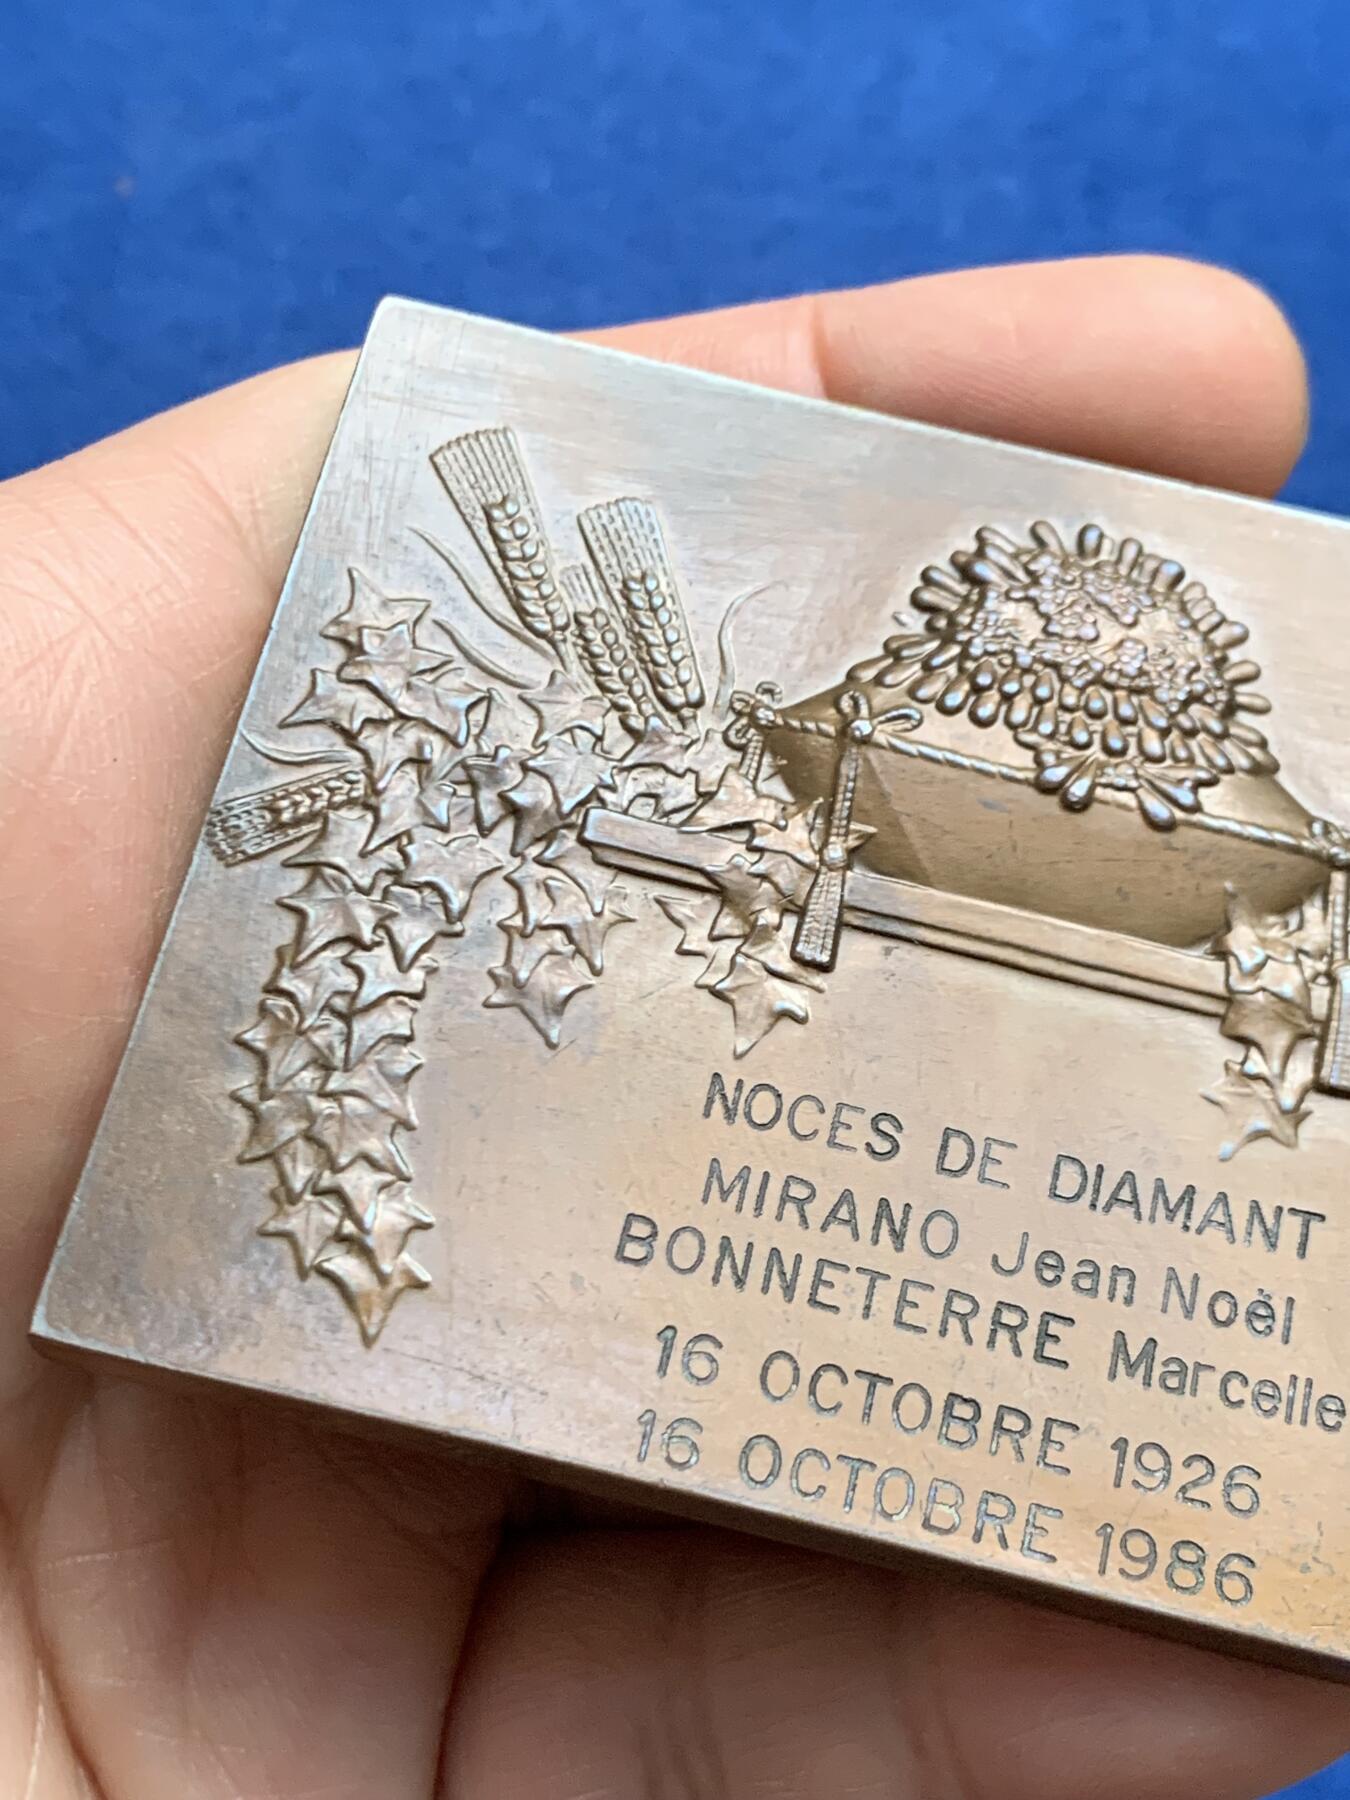 NOCES DE DIAMANT
MIRANO Jean Noël
BONNETERRE Marcelle
16 OCTOBRE 1926
16 OCTOBRE 1986